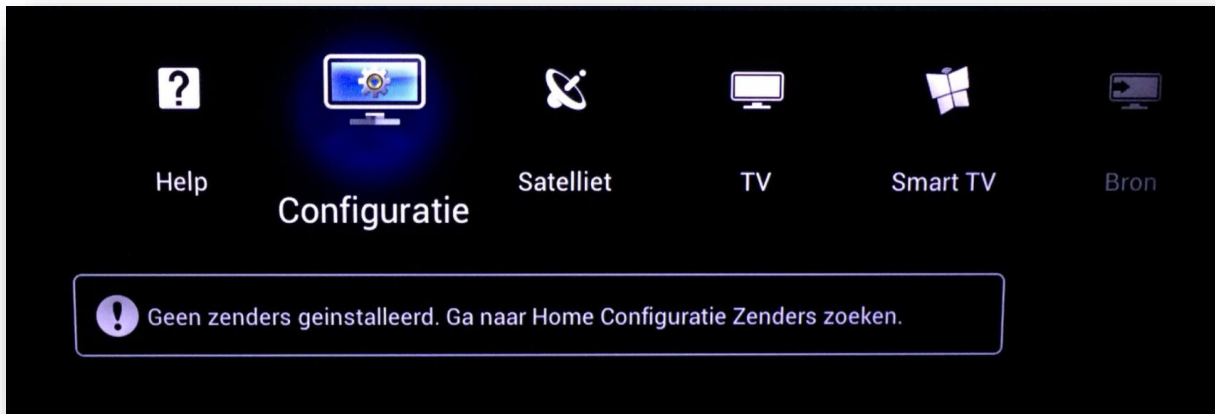 Help
Configuratie
Satelliet
TV
Smart TV
Bron
Geen zenders geinstalleerd. Ga naar Home Configuratie Zenders zoeken.